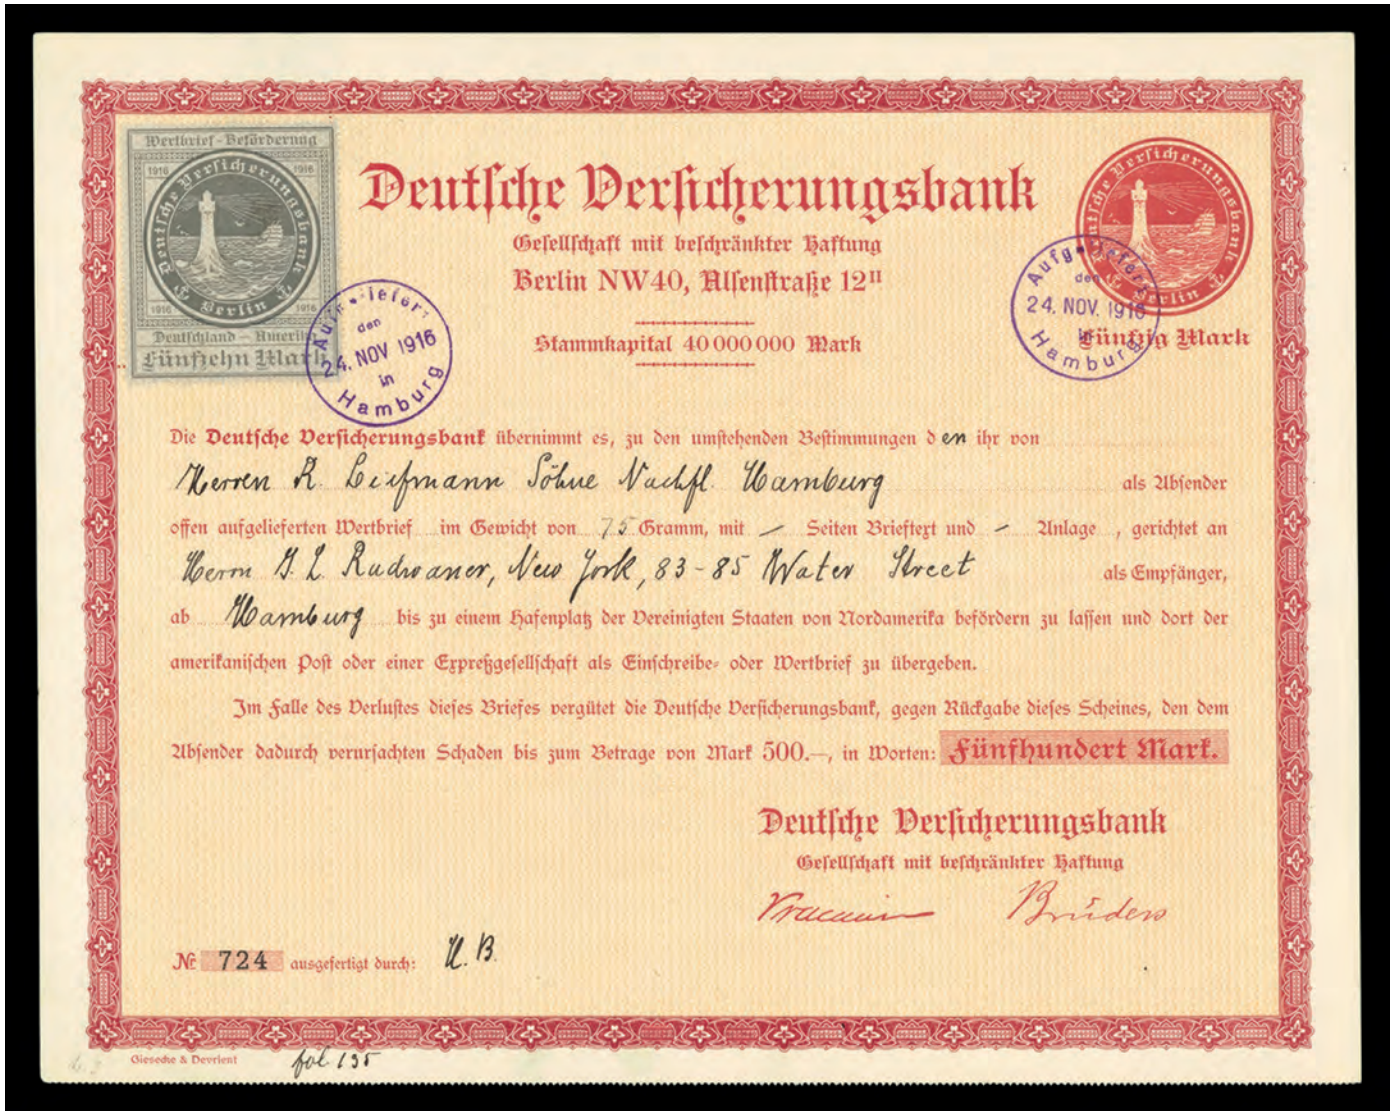 Wertbrief-Beförderung
1916 1916
Deutsche Versicherungsbank
Berlin
1916 1916
Deutschland – Amerika
Fünfzehn Mark
Aufgeliefert
den
24. NOV 1916
in
Hamburg
Deutsche Versicherungsbank
Gesellschaft mit beschränkter Haftung
Berlin NW40, Alsenstraße 12 II
Stammkapital 40 000 000 Mark
Deutsche Versicherungsbank
Berlin
Fünfzig Mark
Aufgeliefert
den
24. NOV. 1916
in
Hamburg
Die Deutsche Versicherungsbank übernimmt es, zu den umstehenden Bestimmungen den ihr von
Herren R. Liefmann Söhne Nachfl. Hamburg als Absender
offen aufgelieferten Wertbrief im Gewicht von 75 Gramm, mit – Seiten Brieftext und – Anlage , gerichtet an
Herrn J. L. Radwaner, New York, 83-85 Water Street als Empfänger,
ab Hamburg bis zu einem Hafenplatz der Vereinigten Staaten von Nordamerika befördern zu lassen und dort der
amerikanischen Post oder einer Expreßgesellschaft als Einschreibe- oder Wertbrief zu übergeben.
Im Falle des Verlustes dieses Briefes vergütet die Deutsche Versicherungsbank, gegen Rückgabe dieses Scheines, den dem
Absender dadurch verursachten Schaden bis zum Betrage von Mark 500.–, in Worten: Fünfhundert Mark.
Deutsche Versicherungsbank
Gesellschaft mit beschränkter Haftung
Brüders
№ 724 ausgefertigt durch: H. B.
Giesecke & Devrient
fol. 135